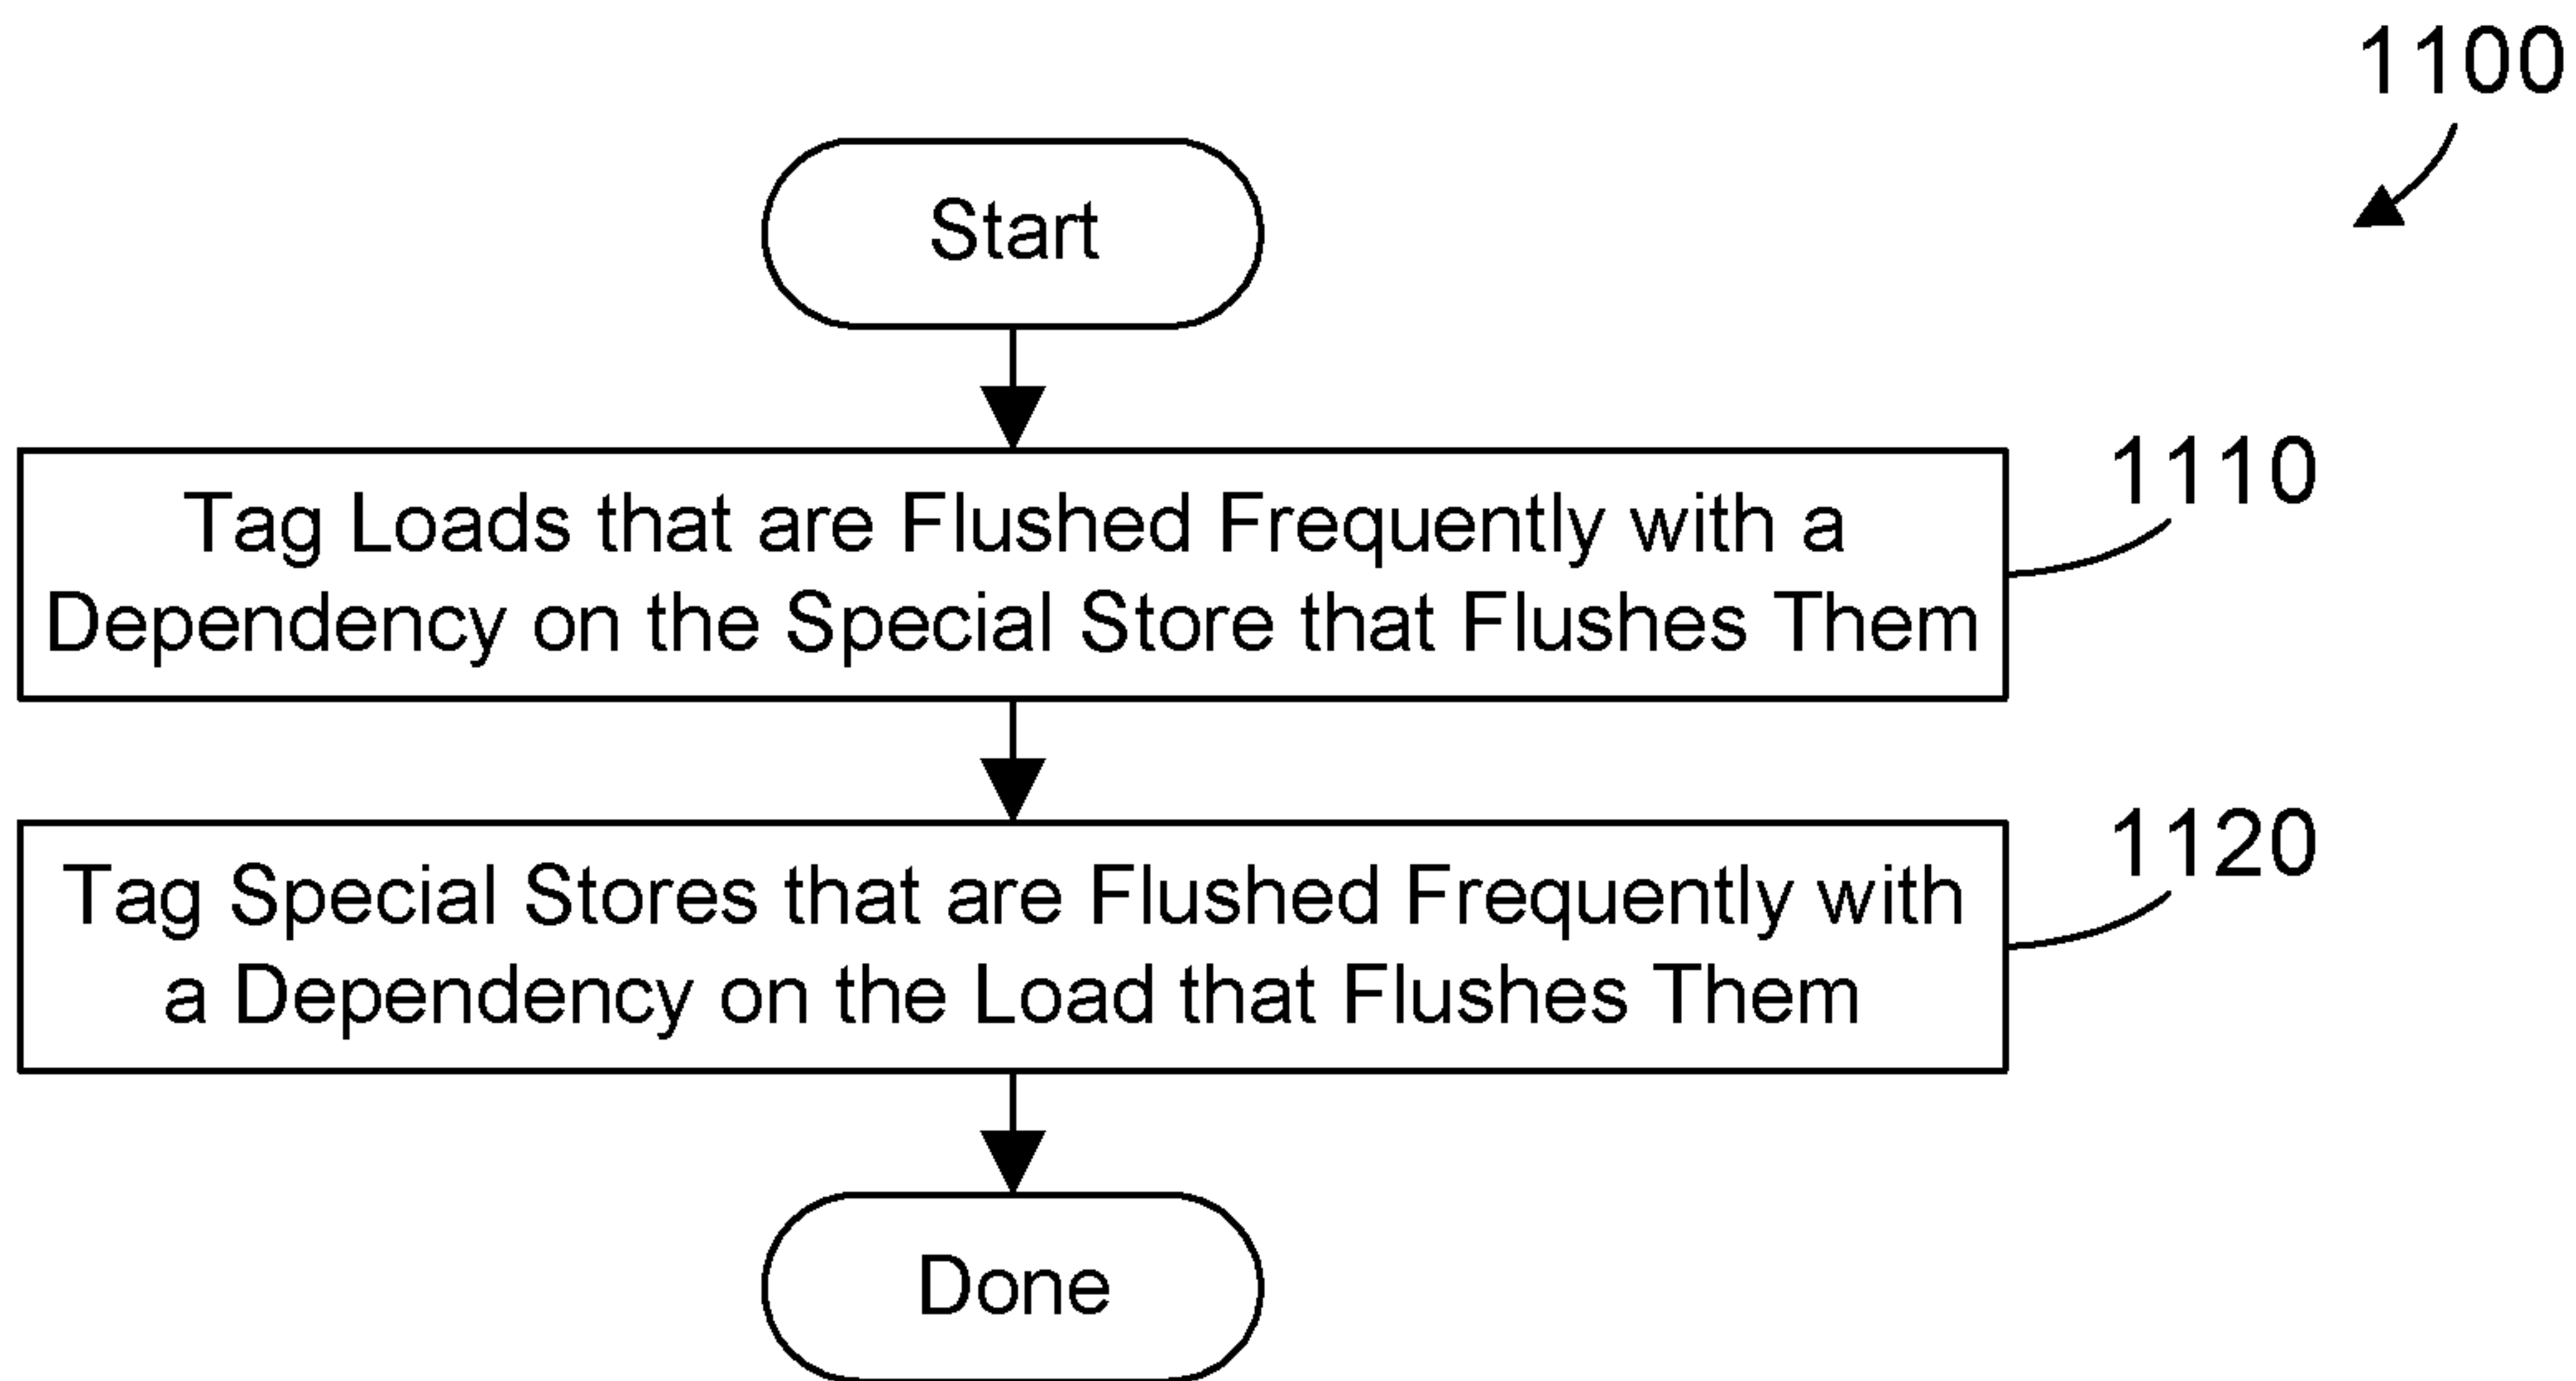 1100
Start
Tag Loads that are Flushed Frequently with a
Dependency on the Special Store that Flushes Them
1110
Tag Special Stores that are Flushed Frequently with
a Dependency on the Load that Flushes Them
1120
Done